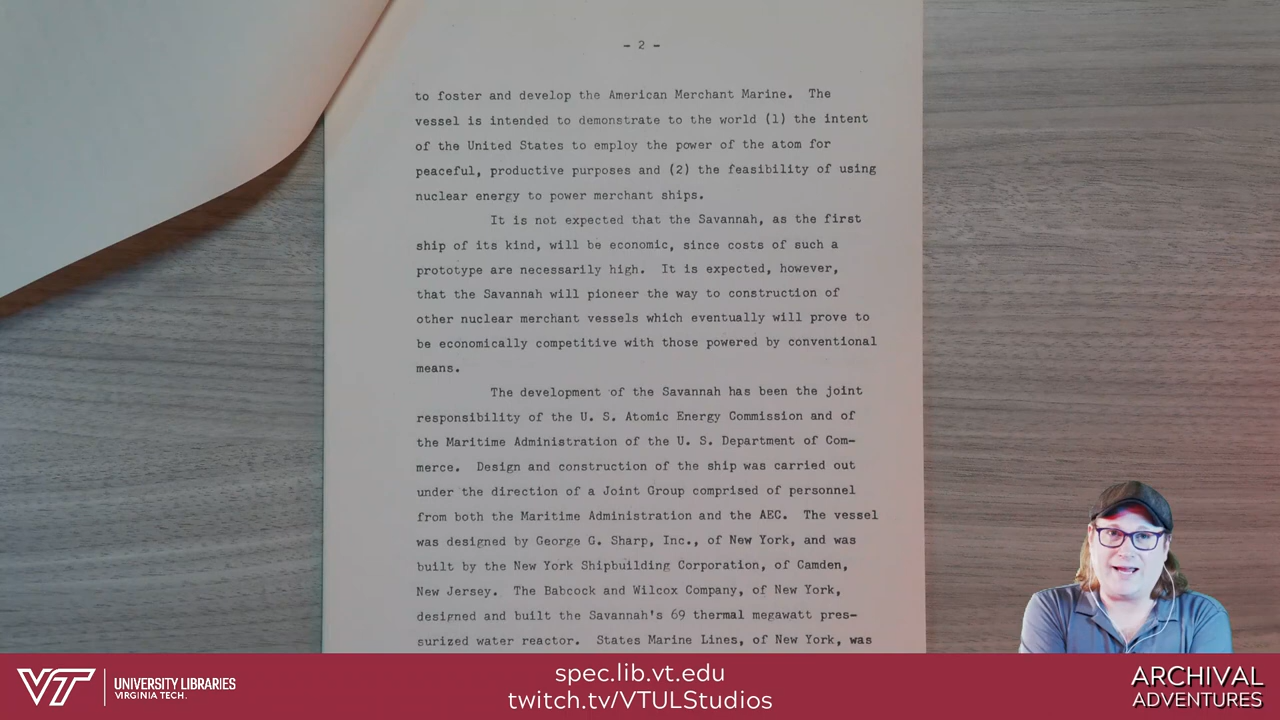 - 2 -
to foster and develop the American Merchant Marine. The
vessel is intended to demonstrate to the world (1) the intent
of the United States to employ the power of the atom for
peaceful, productive purposes and (2) the feasibility of using
nuclear energy to power merchant ships.
It is not expected that the Savannah, as the first
ship of its kind, will be economic, since costs of such a
prototype are necessarily high. It is expected, however,
that the Savannah will pioneer the way to construction of
other nuclear merchant vessels which eventually will prove to
be economically competitive with those powered by conventional
means.
The development of the Savannah has been the joint
responsibility of the U. S. Atomic Energy Commission and of
the Maritime Administration of the U. S. Department of Com-
merce. Design and construction of the ship was carried out
under the direction of a Joint Group comprised of personnel
from both the Maritime Administration and the AEC. The vessel
was designed by George G. Sharp, Inc., of New York, and was
built by the New York Shipbuilding Corporation, of Camden,
New Jersey. The Babcock and Wilcox Company, of New York,
designed and built the Savannah's 69 thermal megawatt pres-
surized water reactor. States Marine Lines, of New York, was
VT UNIVERSITY LIBRARIES
VIRGINIA TECH.
spec.lib.vt.edu
twitch.tv/VTULStudios
ARCHIVAL
ADVENTURES